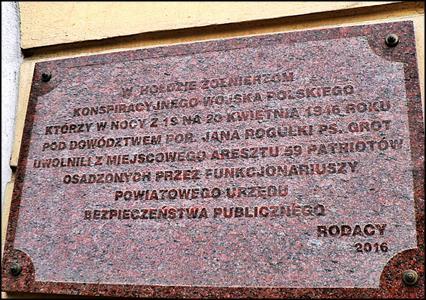 W HOŁDZIE ŻOŁNIERZOM
KONSPIRACYJNEGO WOJSKA POLSKIEGO
KTÓRZY W NOCY Z 19 NA 20 KWIETNIA 1946 ROKU
POD DOWÓDZTWEM POR. JANA ROGULKI PS. GROT
UWOLNILI Z MIEJSCOWEGO ARESZTU 59 PATRIOTÓW
OSADZONYCH PRZEZ FUNKCJONARIUSZY
POWIATOWEGO URZĘDU
BEZPIECZEŃSTWA PUBLICZNEGO
RODACY
2016